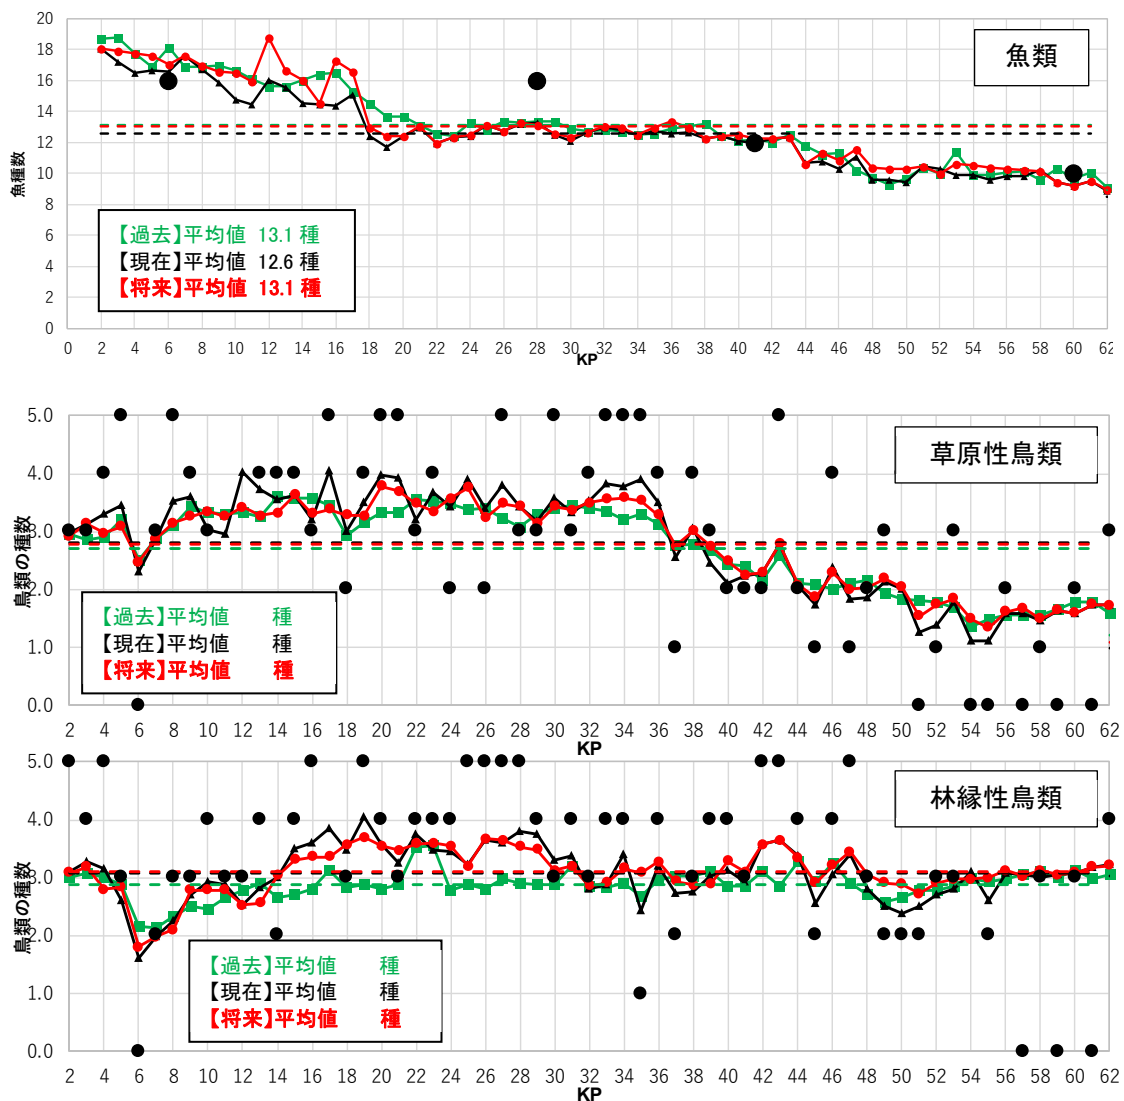 魚類
20
18
16
14
12
10
8
6
4
2
0
魚種数
【過去】平均値 13.1 種
【現在】平均値 12.6 種
【将来】平均値 13.1 種
0 2 4 6 8 10 12 14 16 18 20 22 24 26 28 30 32 34 36 38 40 42 44 46 48 50 52 54 56 58 60 62
KP
草原性鳥類
5.0
4.0
3.0
2.0
1.0
0.0
鳥類の種数
【過去】平均値 種
【現在】平均値 種
【将来】平均値 種
2 4 6 8 10 12 14 16 18 20 22 24 26 28 30 32 34 36 38 40 42 44 46 48 50 52 54 56 58 60 62
KP
林縁性鳥類
5.0
4.0
3.0
2.0
1.0
0.0
鳥類の種数
【過去】平均値 種
【現在】平均値 種
【将来】平均値 種
2 4 6 8 10 12 14 16 18 20 22 24 26 28 30 32 34 36 38 40 42 44 46 48 50 52 54 56 58 60 62
KP